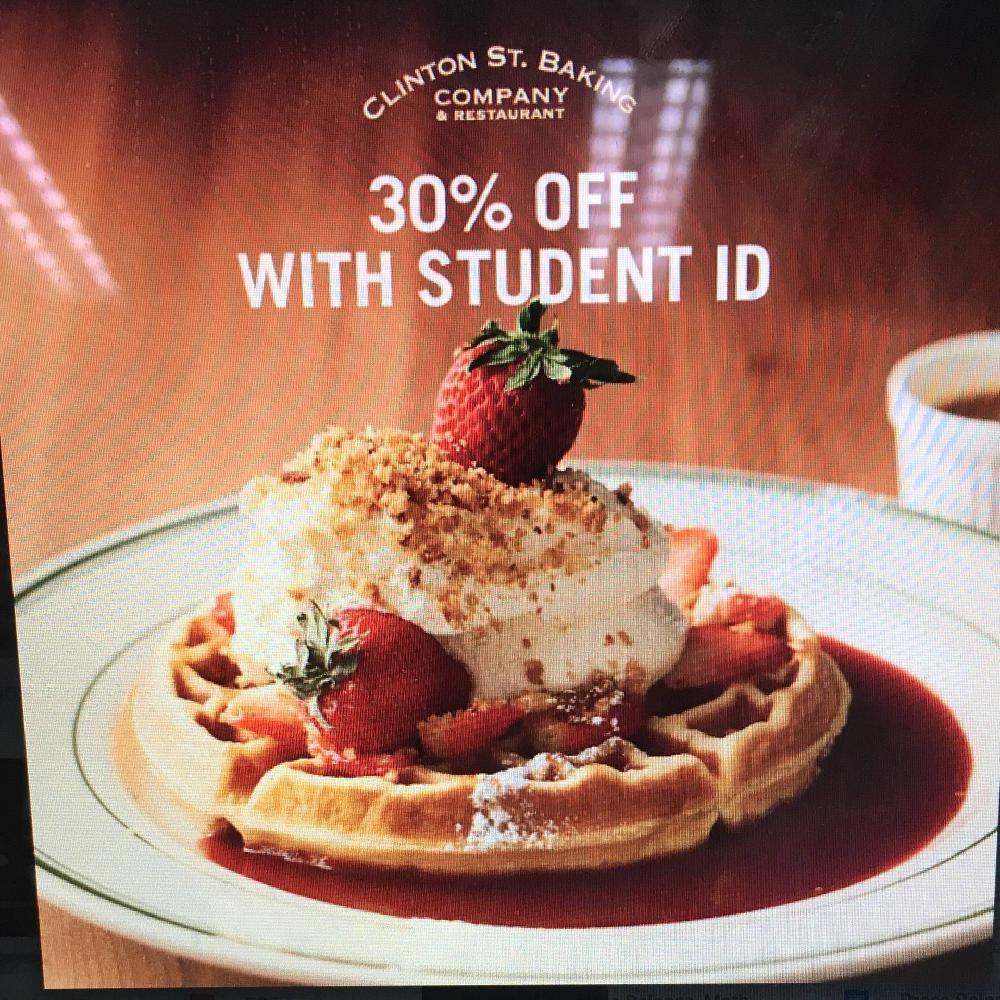 CLINTON ST. BAKING
COMPANY
& RESTAURANT
30% OFF
WITH STUDENT ID